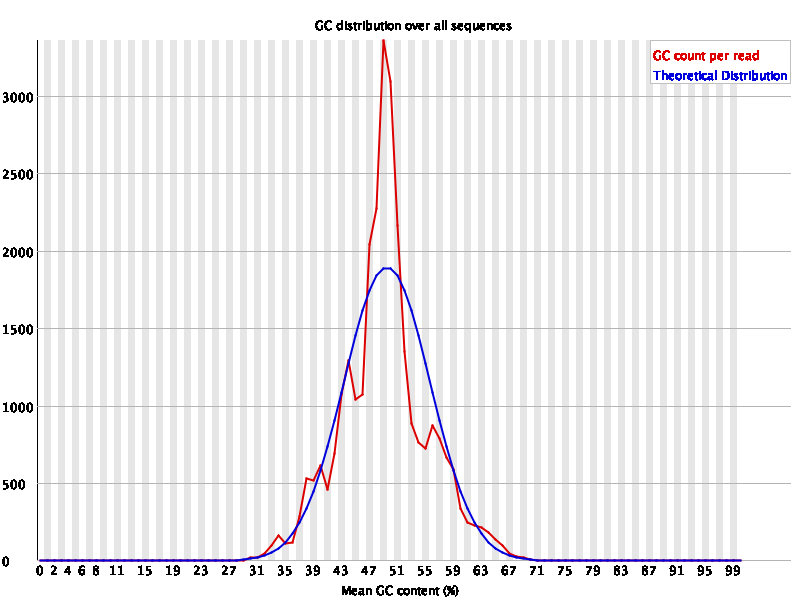 GC distribution over all sequences
GC count per read
Theoretical Distribution
3000
2500
2000
1500
1000
500
0
0 2 4 6 8 11 15 19 23 27 31 35 39 43 47 51 55 59 63 67 71 75 79 83 87 91 95 99
Mean GC content (%)